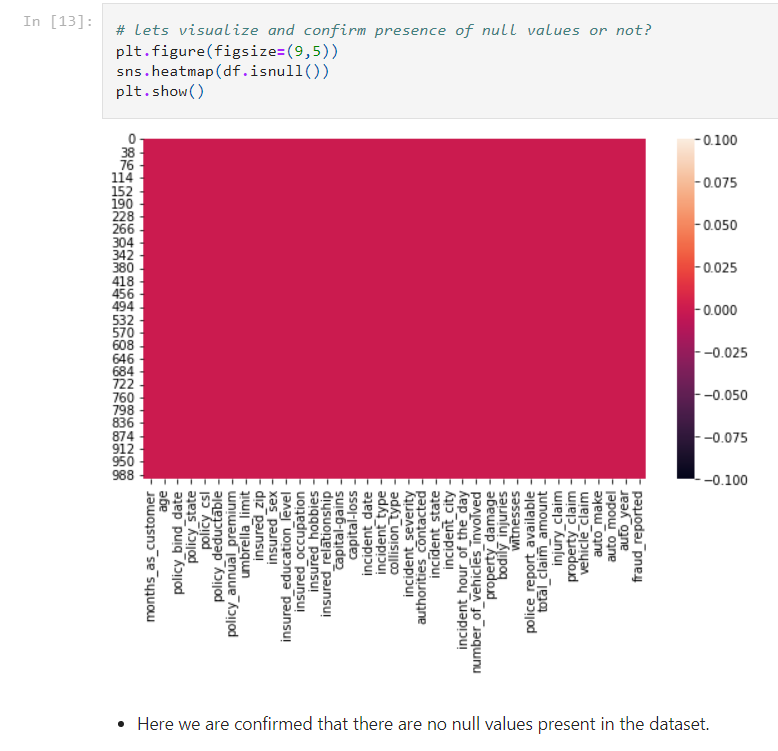 In [13]:
# Lets visualize and confirm presence of null values or not?
plt.figure(figsize=(9,5))
sns.heatmap(df.isnull())
plt.show()
0
38
76
114
152
190
228
266
304
342
380
418
456
494
532
570
608
646
684
722
760
798
836
874
912
950
988
0.100
0.075
0.050
0.025
0.000
−0.025
−0.050
−0.075
−0.100
months_as_customer
age
policy_bind_date
policy_state
policy_csl
policy_deductable
policy_annual_premium
umbrella_limit
insured_zip
insured_sex
insured_education_level
insured_occupation
insured_hobbies
insured_relationship
capital-gains
capital-loss
incident_date
incident_type
collision_type
incident_severity
authorities_contacted
incident_state
incident_city
incident_hour_of_the_day
number_of_vehicles_involved
property_damage
bodily_injuries
witnesses
police_report_available
total_claim_amount
injury_claim
property_claim
vehicle_claim
auto_make
auto_model
auto_year
fraud_reported
• Here we are confirmed that there are no null values present in the dataset.